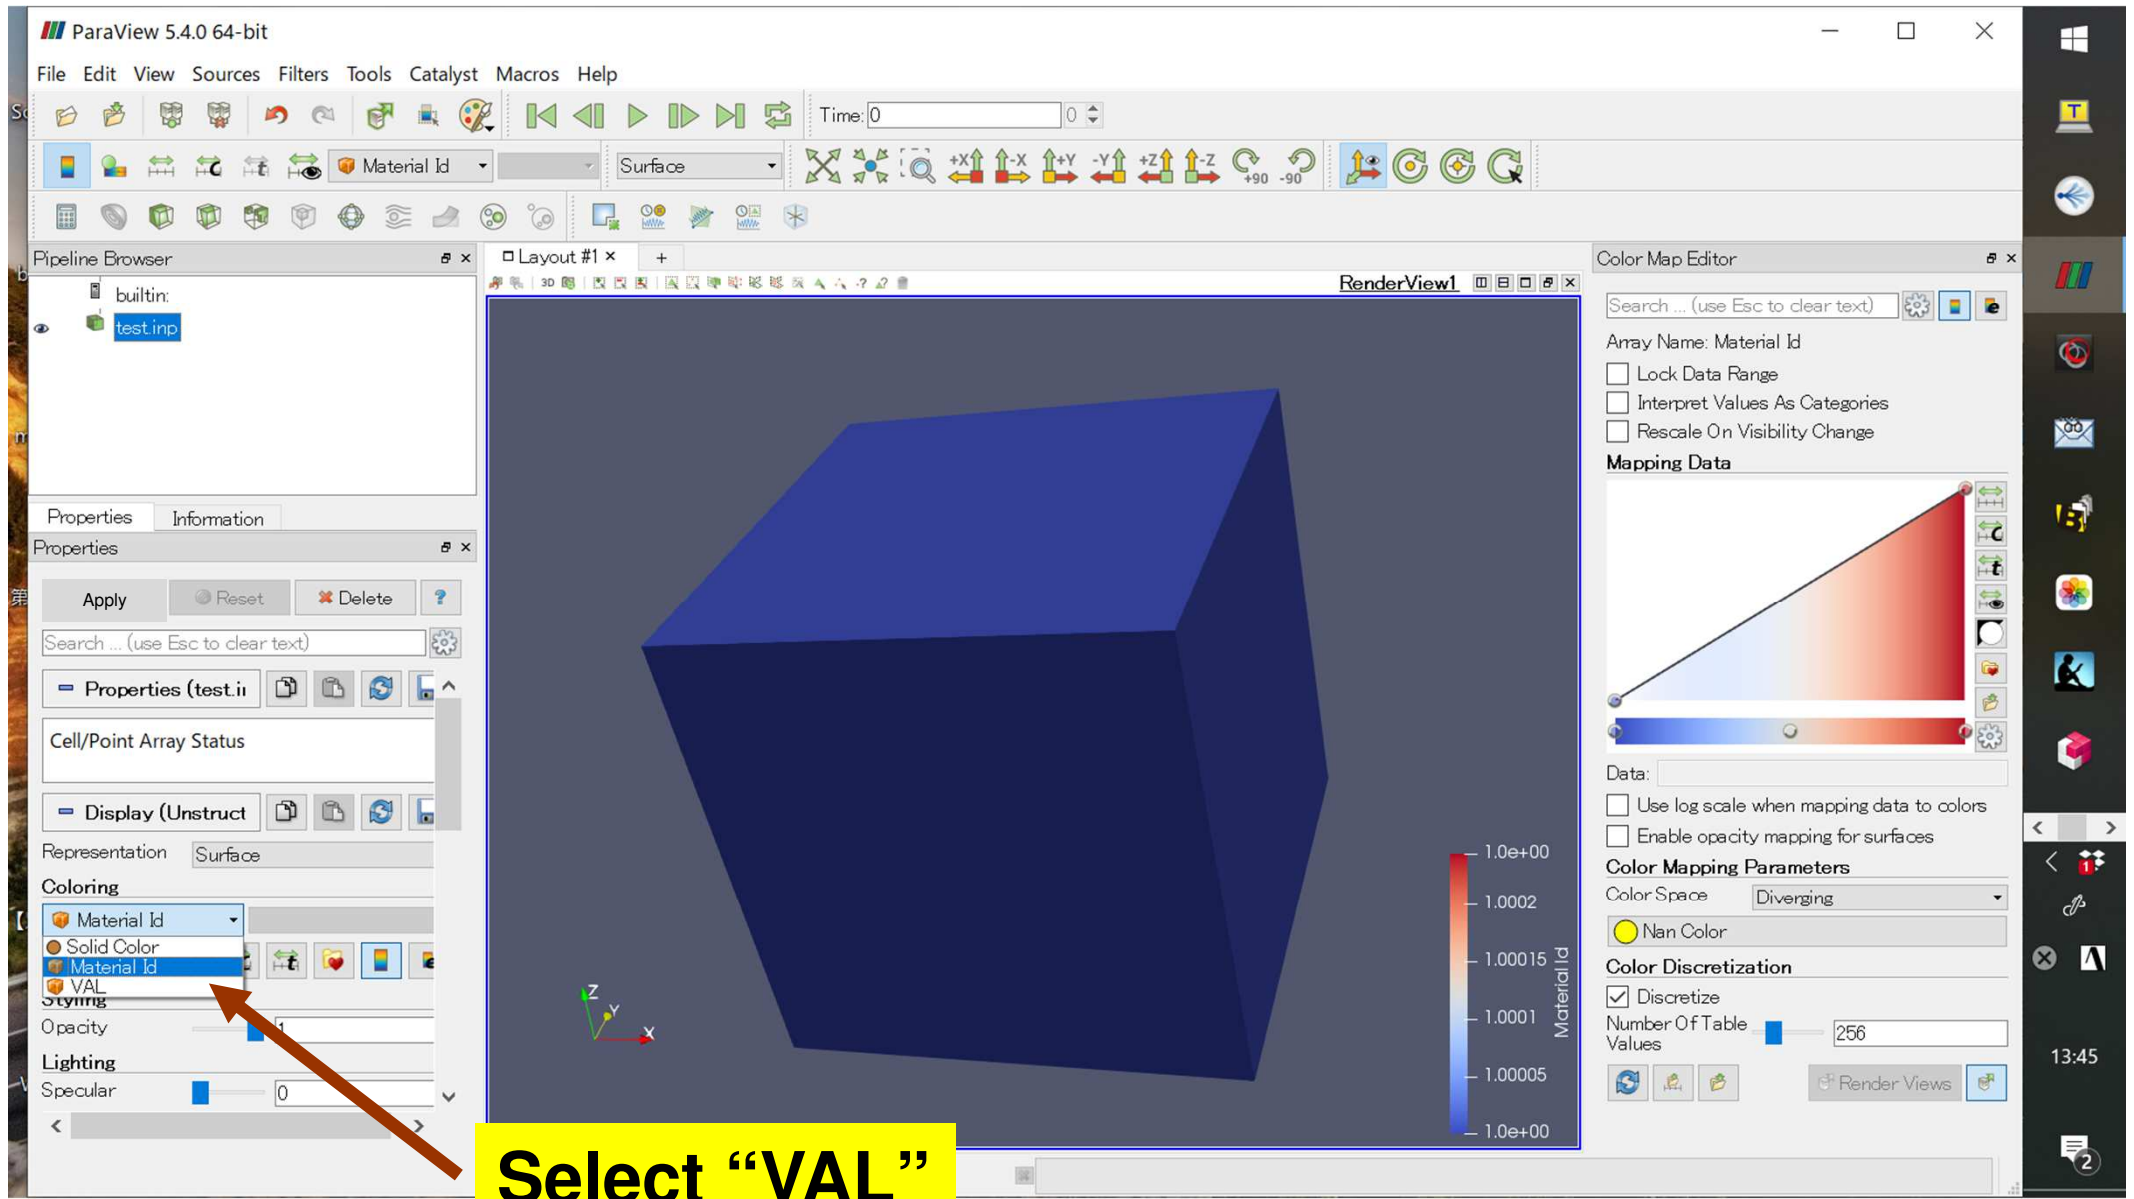 ParaView 5.4.0 64-bit
File Edit View Sources Filters Tools Catalyst Macros Help
Time: 0 0
Material Id Surface +X -X +Y -Y +Z -Z +90 -90
Pipeline Browser
builtin:
test.inp
Properties Information
Properties
Apply Reset Delete ?
Search ... (use Esc to clear text)
Properties (test.i
Cell/Point Array Status
Display (Unstruct
Representation Surface
Coloring
Material Id
Solid Color
Material Id
VAL
Styling
Opacity 1
Lighting
Specular 0
Layout #1 × +
3D
RenderView1
Z
Y
X
1.0e+00
1.0002
1.00015
1.0001
1.00005
1.0e+00
Material Id
Select “VAL”
Color Map Editor
Search ... (use Esc to clear text)
Array Name: Material Id
Lock Data Range
Interpret Values As Categories
Rescale On Visibility Change
Mapping Data
Data:
Use log scale when mapping data to colors
Enable opacity mapping for surfaces
Color Mapping Parameters
Color Space Diverging
Nan Color
Color Discretization
Discretize
Number Of Table
Values
256
Render Views
T
1
13:45
2